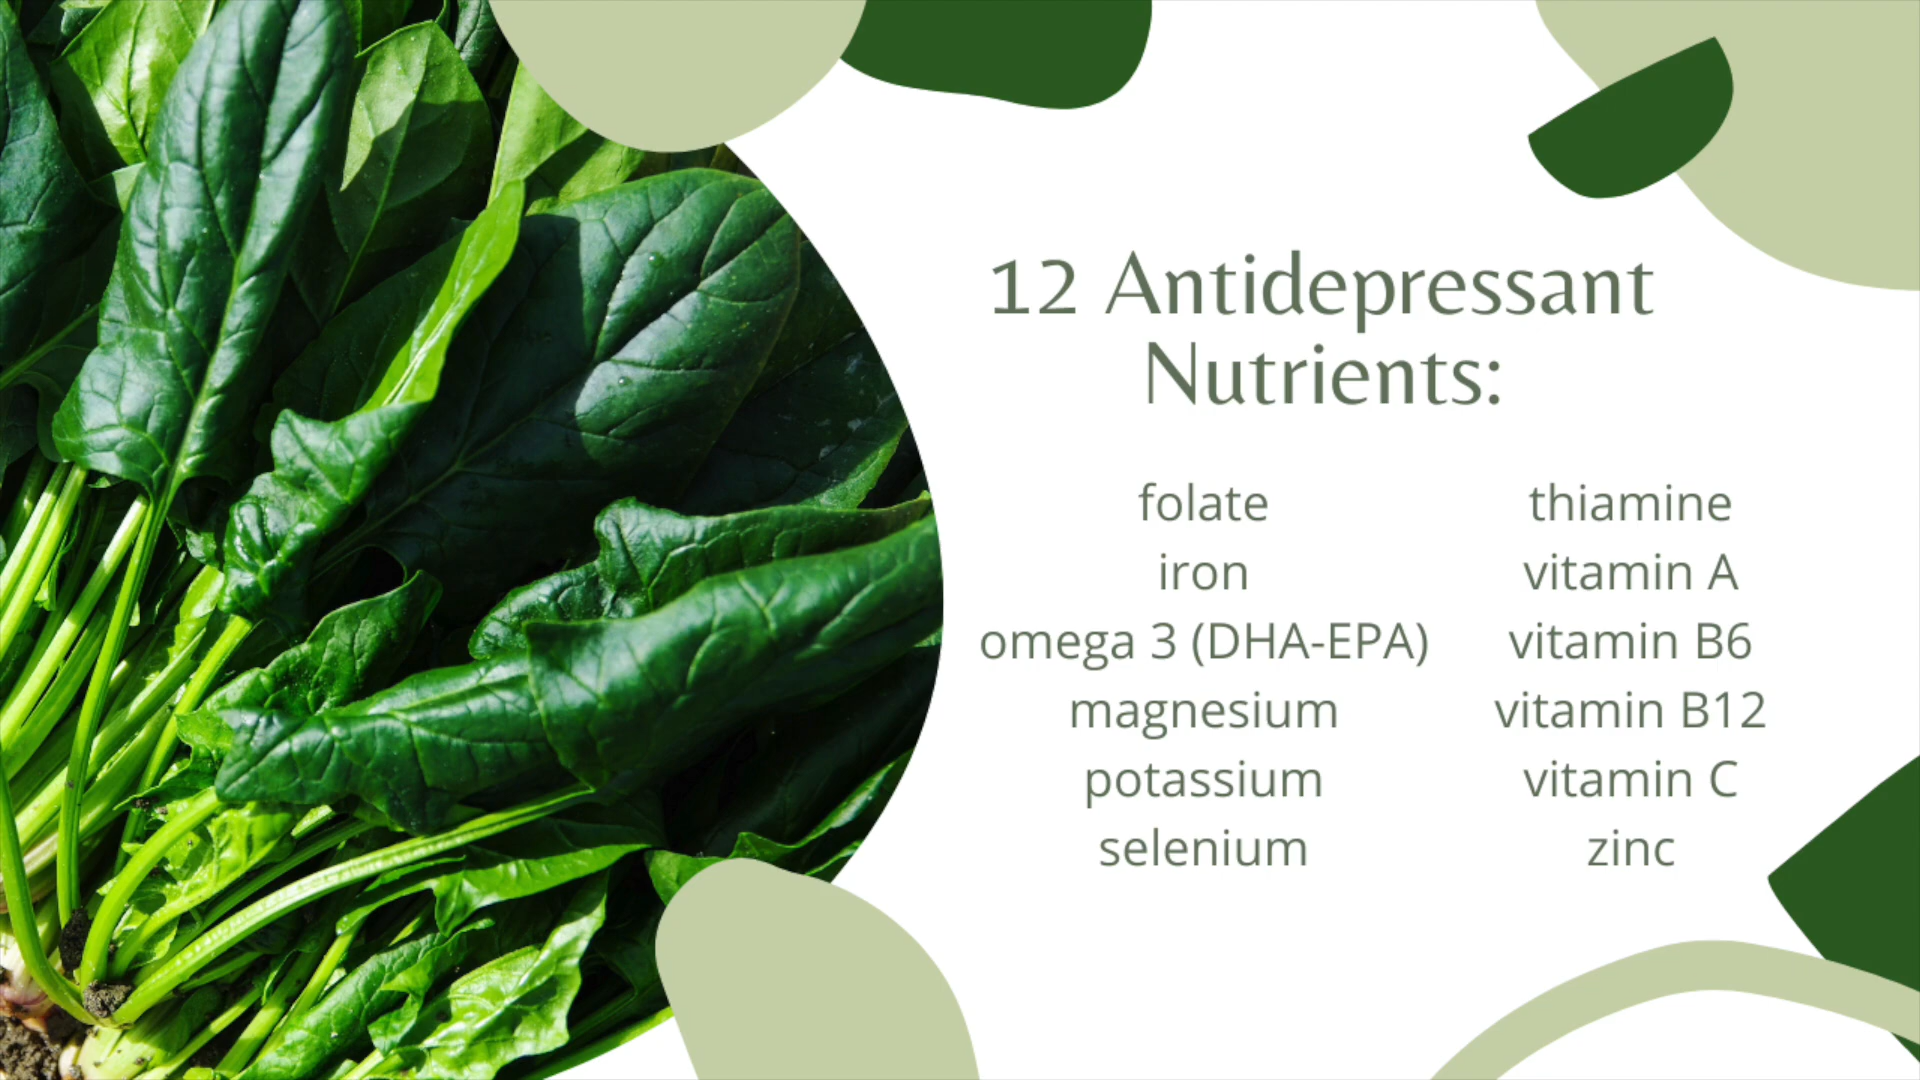 12 Antidepressant
Nutrients:
folate
iron
omega 3 (DHA-EPA)
magnesium
potassium
selenium
thiamine
vitamin A
vitamin B6
vitamin B12
vitamin C
zinc